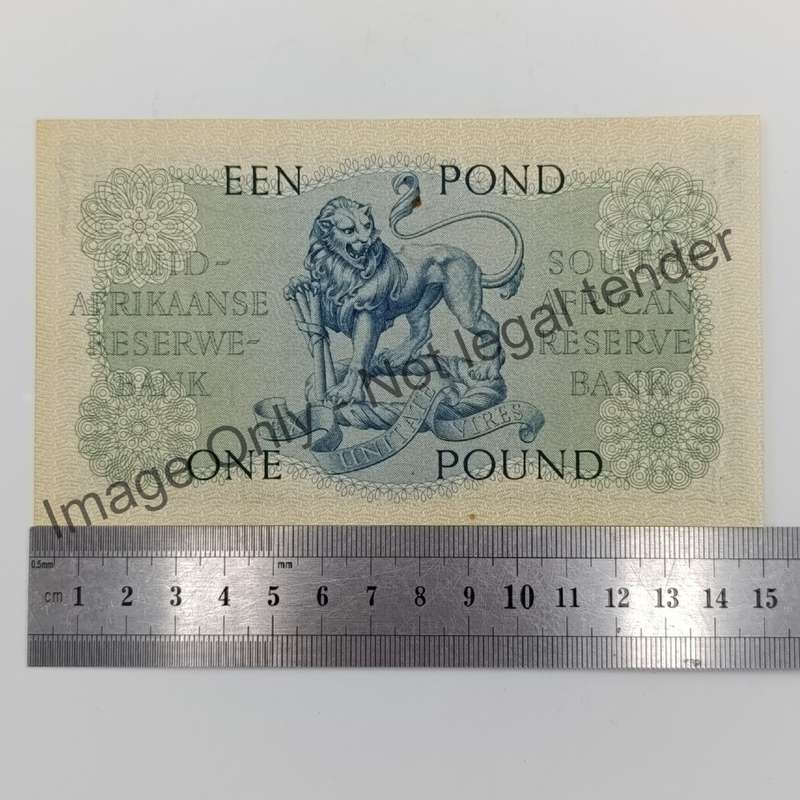 EEN POND
SUID-
AFRIKAANSE
RESERWE-
BANK
SOUTH
AFRICAN
RESERVE
BANK
EX UNITATE VIRES
ONE POUND
Image Only - Not legal tender
0.5mm
mm
cm 1 2 3 4 5 6 7 8 9 10 11 12 13 14 15